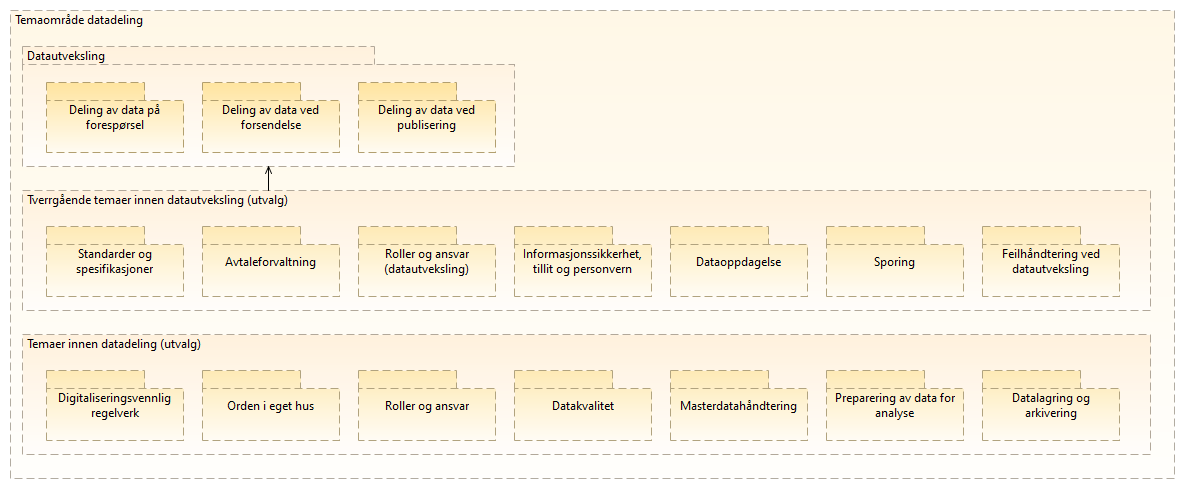 Temaområde datadeling
Datautveksling
Deling av data på
forespørsel
Deling av data ved
forsendelse
Deling av data ved
publisering
Tverrgående temaer innen datautveksling (utvalg)
Standarder og
spesifikasjoner
Avtaleforvaltning
Roller og ansvar
(datautveksling)
Informasjonssikkerhet,
tillit og personvern
Dataoppdagelse
Sporing
Feilhåndtering ved
datautveksling
Temaer innen datadeling (utvalg)
Digitaliseringsvennlig
regelverk
Orden i eget hus
Roller og ansvar
Datakvalitet
Masterdatahåndtering
Preparering av data for
analyse
Datalagring og
arkivering